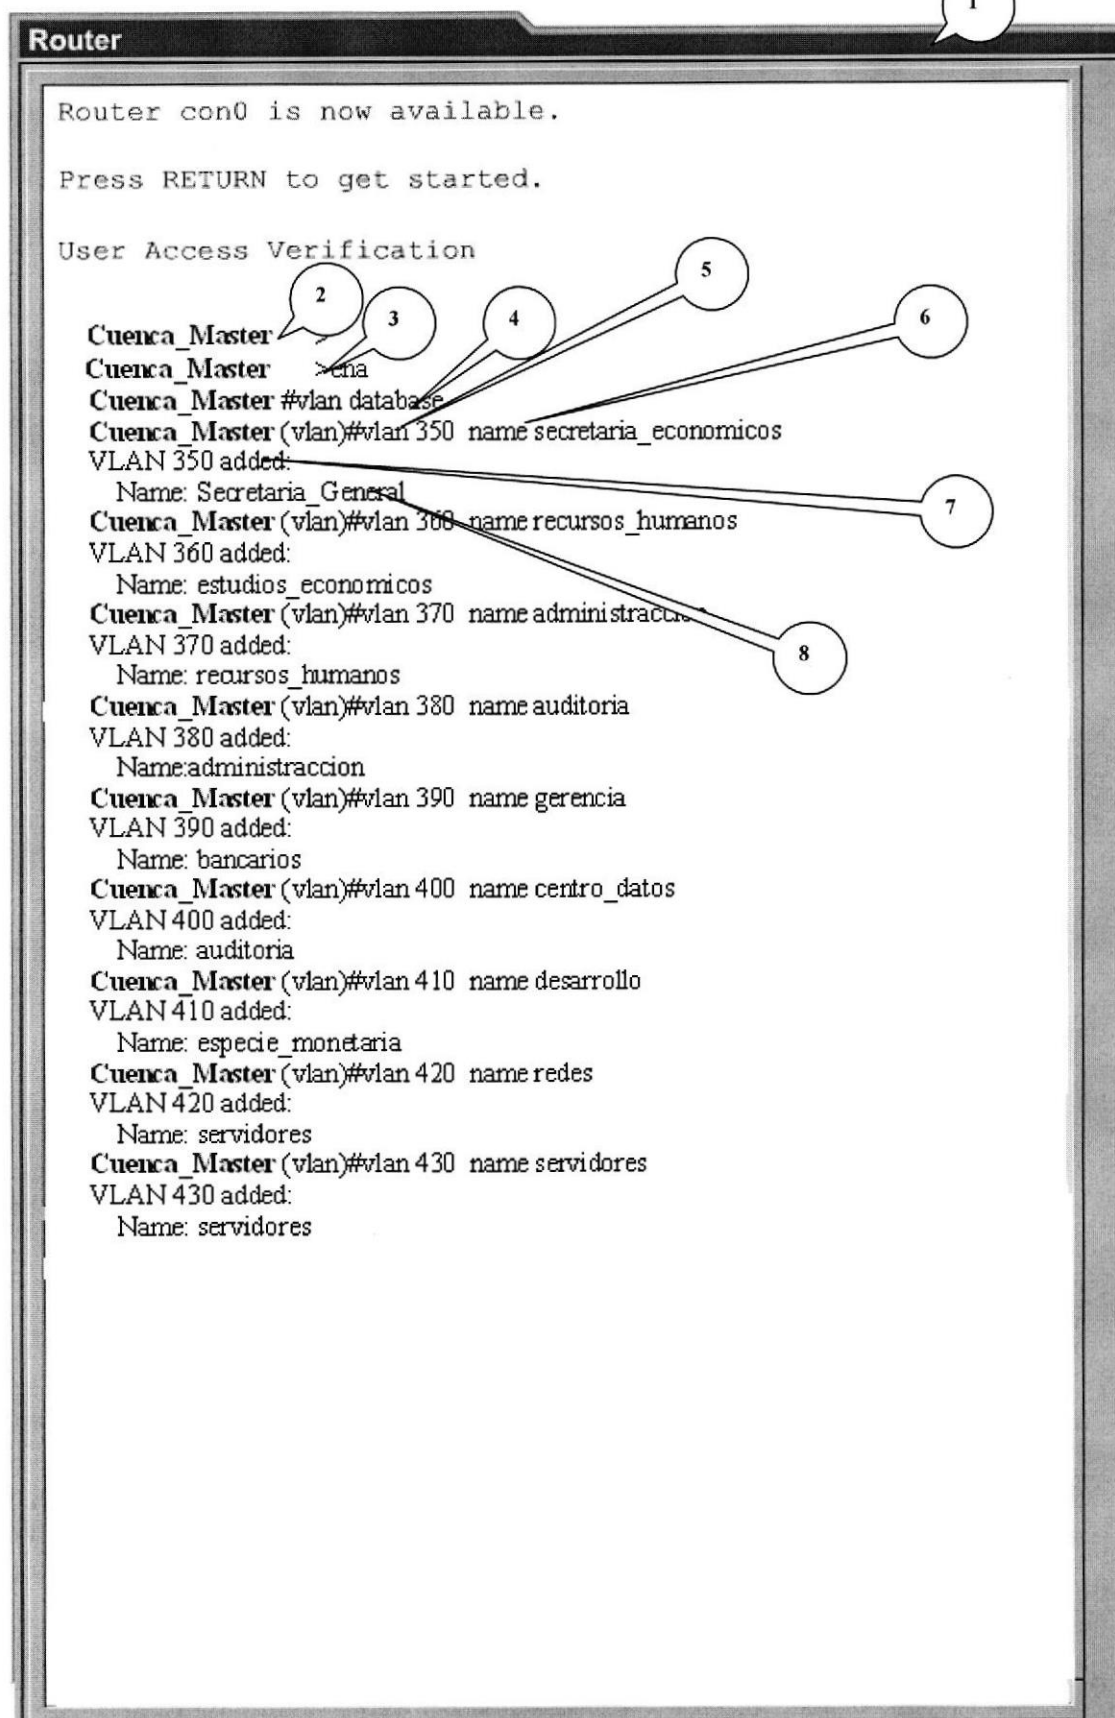 1
Router
Router con0 is now available.
Press RETURN to get started.
User Access Verification
5
2
3
4
6
Cuenca_Master >
Cuenca_Master >ena
Cuenca_Master #vlan database
Cuenca_Master (vlan)#vlan 350 name secretaria_economicos
VLAN 350 added:
Name: Secretaria_General
7
Cuenca_Master (vlan)#vlan 360 name recursos_humanos
VLAN 360 added:
Name: estudios_economicos
Cuenca_Master (vlan)#vlan 370 name administraccion
VLAN 370 added:
8
Name: recursos_humanos
Cuenca_Master (vlan)#vlan 380 name auditoria
VLAN 380 added:
Name:administraccion
Cuenca_Master (vlan)#vlan 390 name gerencia
VLAN 390 added:
Name: bancarios
Cuenca_Master (vlan)#vlan 400 name centro_datos
VLAN 400 added:
Name: auditoria
Cuenca_Master (vlan)#vlan 410 name desarrollo
VLAN 410 added:
Name: especie_monetaria
Cuenca_Master (vlan)#vlan 420 name redes
VLAN 420 added:
Name: servidores
Cuenca_Master (vlan)#vlan 430 name servidores
VLAN 430 added:
Name: servidores